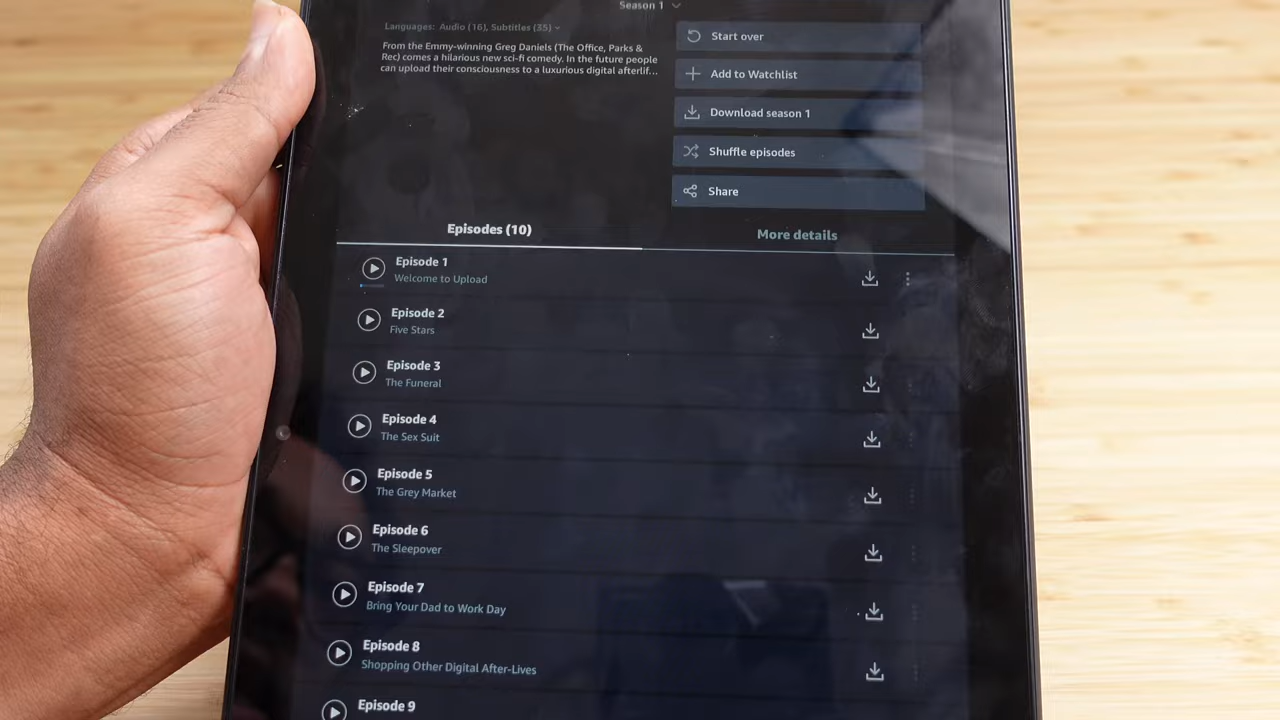 Season 1
Languages: Audio (16), Subtitles (35)
From the Emmy-winning Greg Daniels (The Office, Parks &
Rec) comes a hilarious new sci-fi comedy. In the future people
can upload their consciousness to a luxurious digital afterlif...
Start over
Add to Watchlist
Download season 1
Shuffle episodes
Share
Episodes (10)
More details
Episode 1
Welcome to Upload
Episode 2
Five Stars
Episode 3
The Funeral
Episode 4
The Sex Suit
Episode 5
The Grey Market
Episode 6
The Sleepover
Episode 7
Bring Your Dad to Work Day
Episode 8
Shopping Other Digital After-Lives
Episode 9